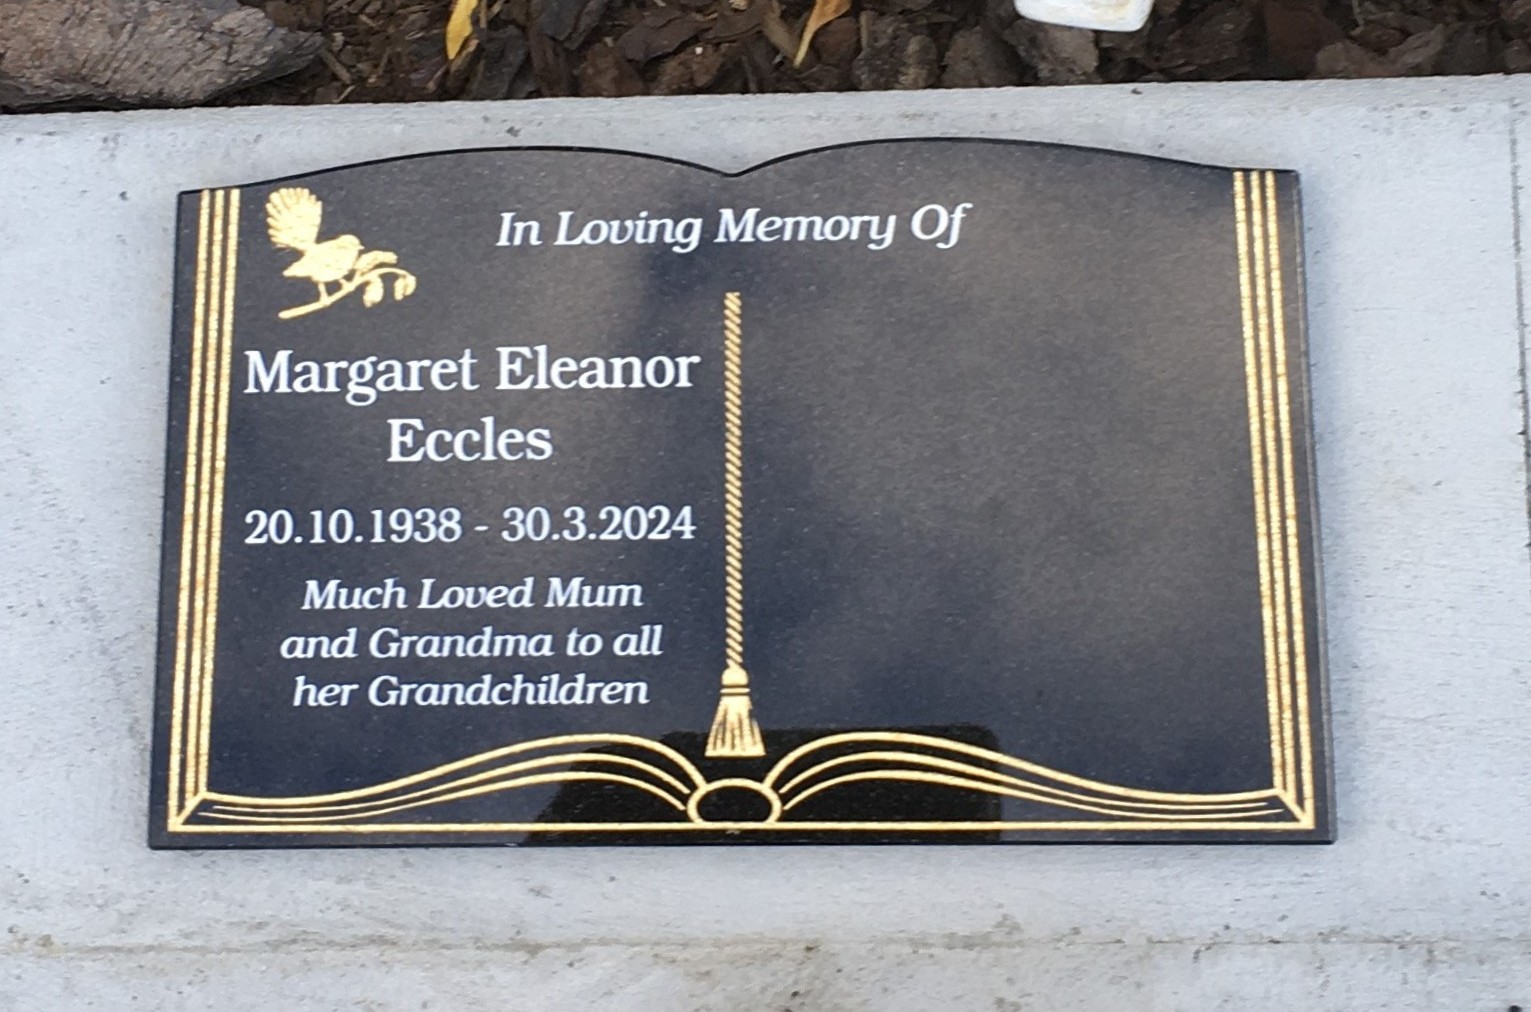 In Loving Memory Of
Margaret Eleanor
Eccles
20.10.1938 - 30.3.2024
Much Loved Mum
and Grandma to all
her Grandchildren